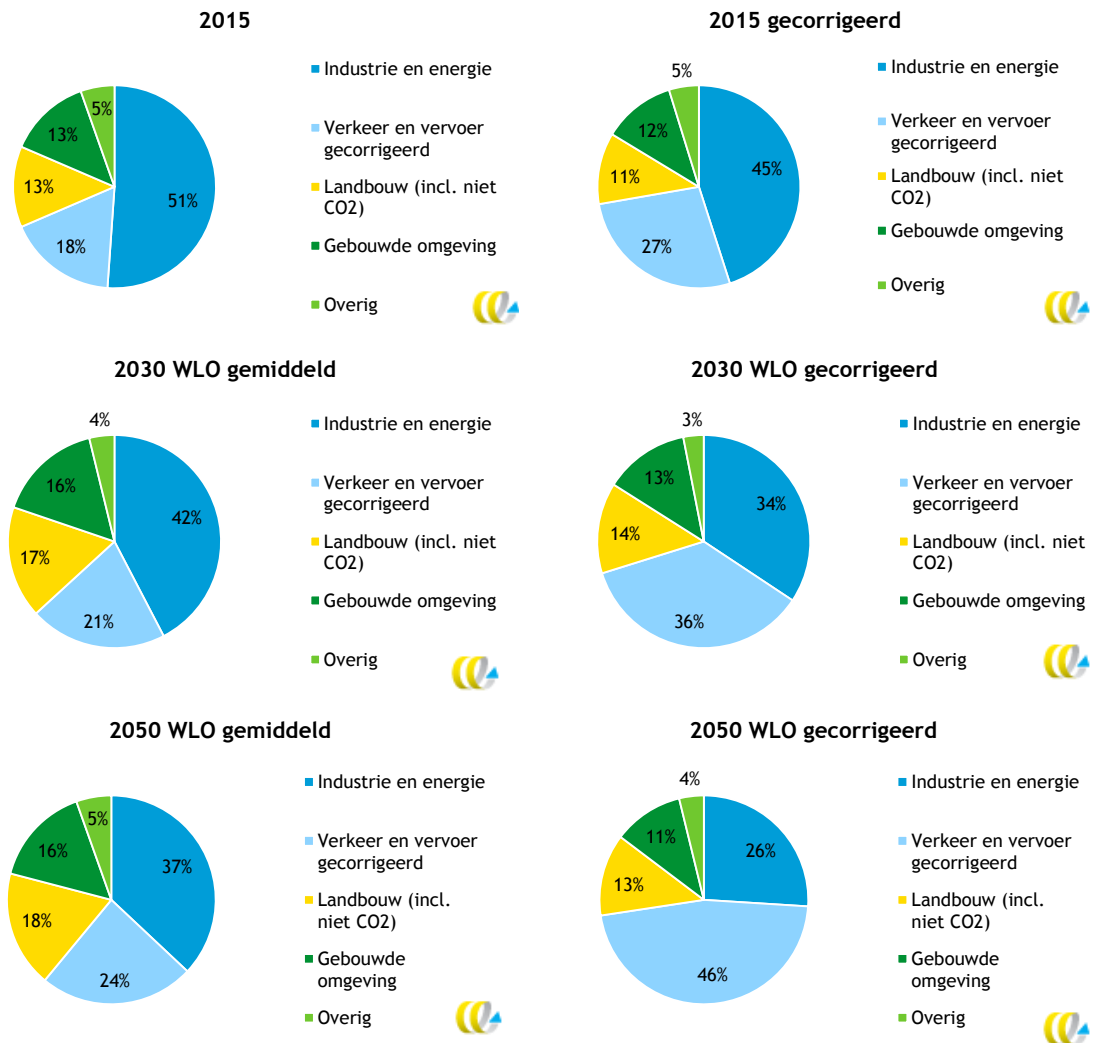 2015
5%
13%
13%
18%
51%
Industrie en energie
Verkeer en vervoer
gecorrigeerd
Landbouw (incl. niet
CO2)
Gebouwde omgeving
Overig
2015 gecorrigeerd
5%
12%
11%
27%
45%
Industrie en energie
Verkeer en vervoer
gecorrigeerd
Landbouw (incl. niet
CO2)
Gebouwde omgeving
Overig
2030 WLO gemiddeld
4%
16%
17%
21%
42%
Industrie en energie
Verkeer en vervoer
gecorrigeerd
Landbouw (incl. niet
CO2)
Gebouwde omgeving
Overig
2030 WLO gecorrigeerd
3%
13%
14%
36%
34%
Industrie en energie
Verkeer en vervoer
gecorrigeerd
Landbouw (incl. niet
CO2)
Gebouwde omgeving
Overig
2050 WLO gemiddeld
5%
16%
18%
24%
37%
Industrie en energie
Verkeer en vervoer
gecorrigeerd
Landbouw (incl.
niet CO2)
Gebouwde
omgeving
Overig
2050 WLO gecorrigeerd
4%
11%
13%
46%
26%
Industrie en energie
Verkeer en vervoer
gecorrigeerd
Landbouw (incl.
niet CO2)
Gebouwde
omgeving
Overig